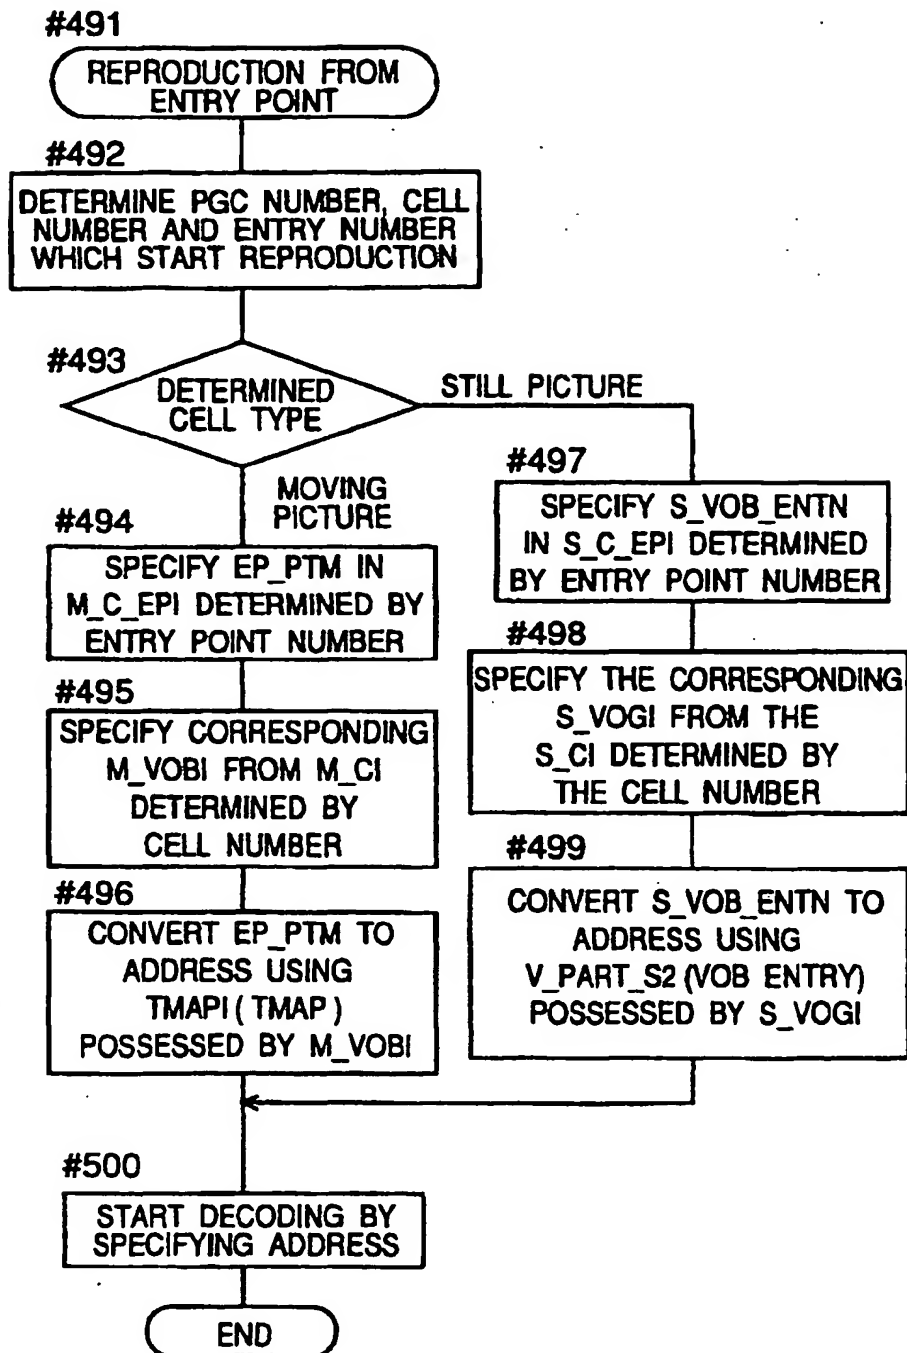 #491
REPRODUCTION FROM
ENTRY POINT
#492
DETERMINE PGC NUMBER, CELL
NUMBER AND ENTRY NUMBER
WHICH START REPRODUCTION
#493
DETERMINED
CELL TYPE
STILL PICTURE
MOVING
PICTURE
#494
SPECIFY EP_PTM IN
M_C_EPI DETERMINED BY
ENTRY POINT NUMBER
#495
SPECIFY CORRESPONDING
M_VOBI FROM M_CI
DETERMINED BY
CELL NUMBER
#496
CONVERT EP_PTM TO
ADDRESS USING
TMAPI ( TMAP )
POSSESSED BY M_VOBI
#497
SPECIFY S_VOB_ENTN
IN S_C_EPI DETERMINED
BY ENTRY POINT NUMBER
#498
SPECIFY THE CORRESPONDING
S_VOGI FROM THE
S_CI DETERMINED BY
THE CELL NUMBER
#499
CONVERT S_VOB_ENTN TO
ADDRESS USING
V_PART_S2 (VOB ENTRY)
POSSESSED BY S_VOGI
#500
START DECODING BY
SPECIFYING ADDRESS
END